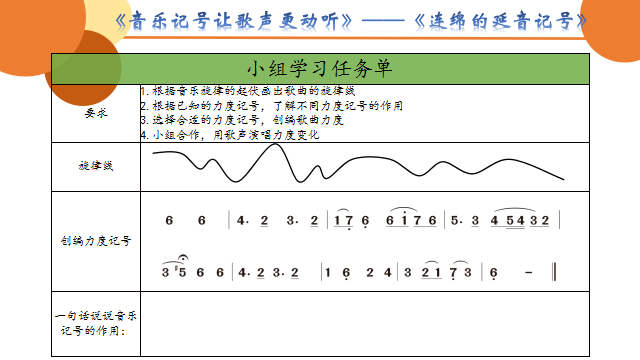 《音乐记号让歌声更动听》——《连绵的延音记号》
小组学习任务单
要求
1.根据音乐旋律的起伏画出歌曲的旋律线
2.根据已知的力度记号，了解不同力度记号的作用
3.选择合适的力度记号，创编歌曲力度
4.小组合作，用歌声演唱力度变化
旋律线
创编力度记号
6 6 | 4. 2 3. 2 | 1 7 6 6 1 7 6 | 5. 3 4 5 4 3 2 |
3 #5 6 6 | 4. 2 3. 2 | 1 6 2 4 | 3 2 1 7 3 | 6 - ‖
一句话说说音乐
记号的作用：